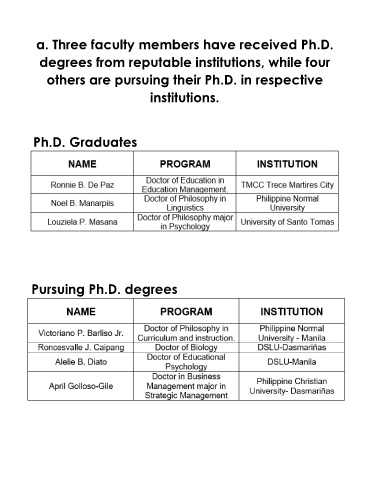 a. Three faculty members have received Ph.D.
degrees from reputable institutions, while four
others are pursuing their Ph.D. in respective
institutions.
Ph.D. Graduates
NAME PROGRAM INSTITUTION
Ronnie B. De Paz Doctor of Education in Education Management. TMCC Trece Martires City
Noel B. Manarpiis Doctor of Philosophy in Linguistics Philippine Normal University
Louziela P. Masana Doctor of Philosophy major in Psychology University of Santo Tomas
Pursuing Ph.D. degrees
NAME PROGRAM INSTITUTION
Victoriano P. Barliso Jr. Doctor of Philosophy in Curriculum and instruction. Philippine Normal University - Manila
Roncesvalle J. Caipang Doctor of Biology DSLU-Dasmariñas
Alelie B. Diato Doctor of Educational Psychology DSLU-Manila
April Golloso-Gile Doctor in Business Management major in Strategic Management Philippine Christian University- Dasmariñas